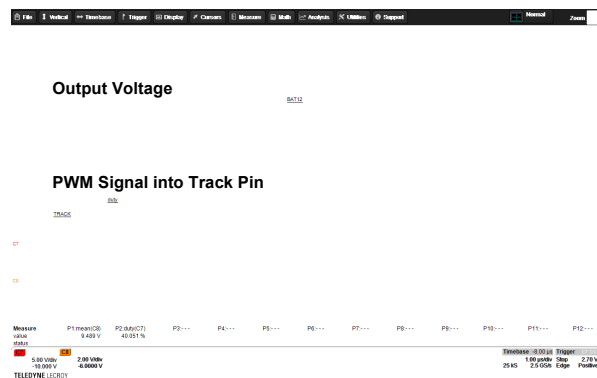 File Vertical Timebase Trigger Display Cursors Measure Math Analysis Utilities Support Normal Zoom
Output Voltage
BAT12
PWM Signal into Track Pin
duty
TRACK
C7
C8
Measure P1:mean(C8) P2:duty(C7) P3:- - - P4:- - - P5:- - - P6:- - - P7:- - - P8:- - - P9:- - - P10:- - - P11:- - - P12:- - -
value 9.489 V 40.051 %
status
C7 C8 Timebase -8.00 µs Trigger
5.00 V/div 2.00 V/div 1.00 µs/div Stop 2.70 V
-10.000 V -8.0000 V 25 kS 2.5 GS/s Edge Positive
TELEDYNE LECROY